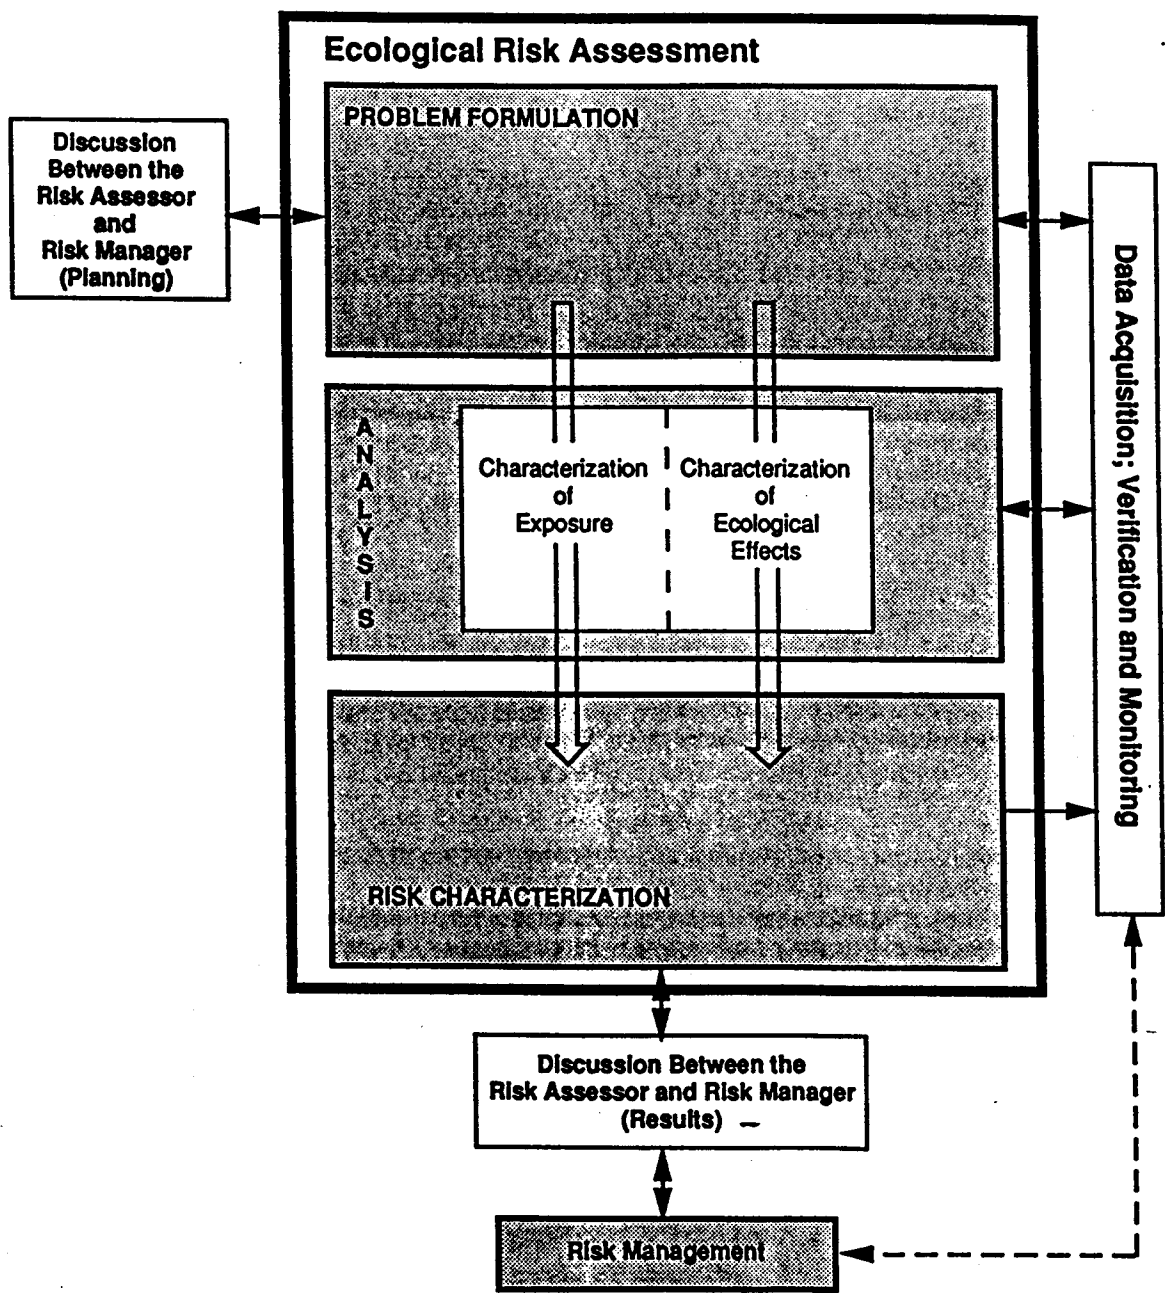 Ecological Risk Assessment
PROBLEM FORMULATION
Discussion
Between the
Risk Assessor
and
Risk Manager
(Planning)
Data Acquisition; Verification and Monitoring
ANALYSIS
Characterization
of
Exposure
Characterization
of
Ecological
Effects
RISK CHARACTERIZATION
Discussion Between the
Risk Assessor and Risk Manager
(Results)
Risk Management